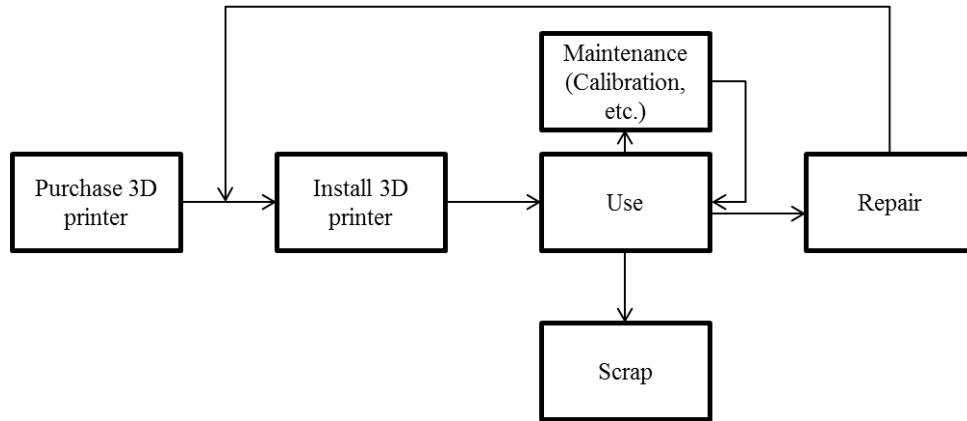 Maintenance
(Calibration,
etc.)
Purchase 3D
printer
Install 3D
printer
Use
Repair
Scrap